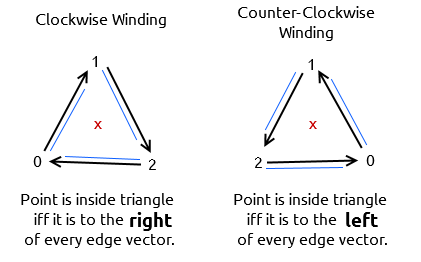 Clockwise Winding
1
x
0
2
Point is inside triangle
iff it is to the right
of every edge vector.
Counter-Clockwise
Winding
1
x
2
0
Point is inside triangle
iff it is to the left
of every edge vector.